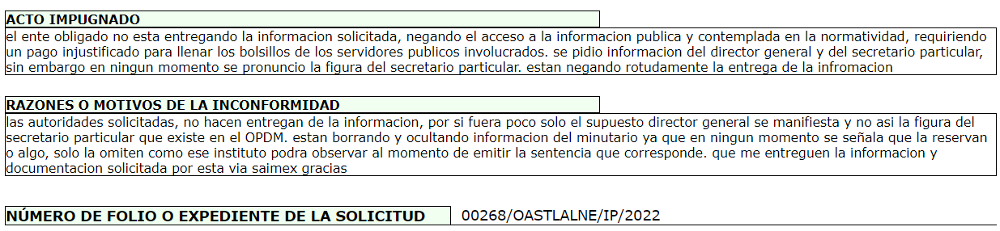 ACTO IMPUGNADO
el ente obligado no esta entregando la informacion solicitada, negando el acceso a la informacion publica y contemplada en la normatividad, requiriendo
un pago injustificado para llenar los bolsillos de los servidores publicos involucrados. se pidio informacion del director general y del secretario particular,
sin embargo en ningun momento se pronuncio la figura del secretario particular. estan negando rotudamente la entrega de la infromacion
RAZONES O MOTIVOS DE LA INCONFORMIDAD
las autoridades solicitadas, no hacen entregan de la informacion, por si fuera poco solo el supuesto director general se manifiesta y no asi la figura del
secretario particular que existe en el OPDM. estan borrando y ocultando informacion del minutario ya que en ningun momento se señala que la reservan
o algo, solo la omiten como ese instituto podra observar al momento de emitir la sentencia que corresponde. que me entreguen la informacion y
documentacion solicitada por esta via saimex gracias
NÚMERO DE FOLIO O EXPEDIENTE DE LA SOLICITUD 00268/OASTLALNE/IP/2022